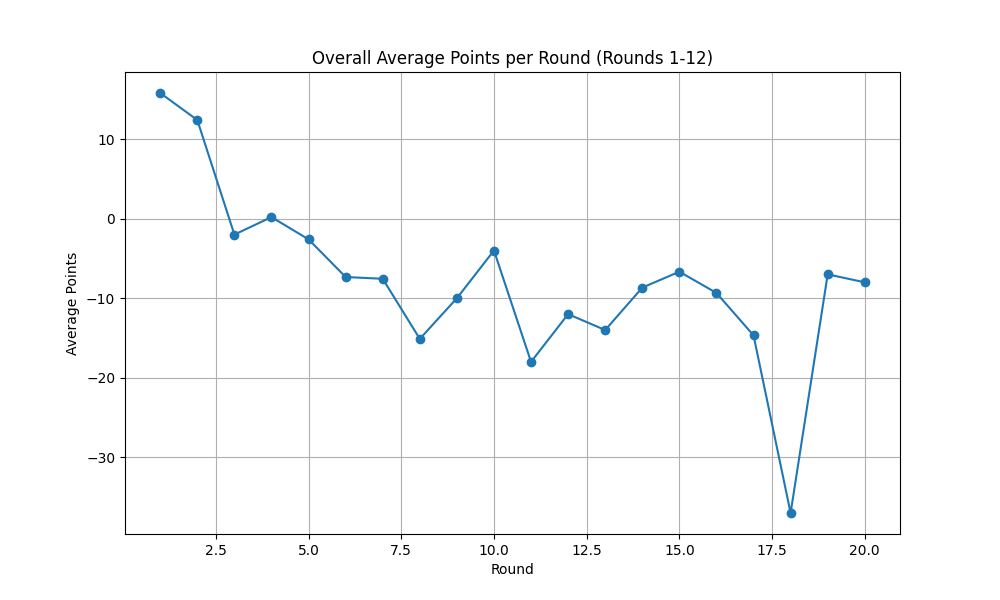 Overall Average Points per Round (Rounds 1-12)
Average Points
10
0
−10
−20
−30
2.5 5.0 7.5 10.0 12.5 15.0 17.5 20.0
Round